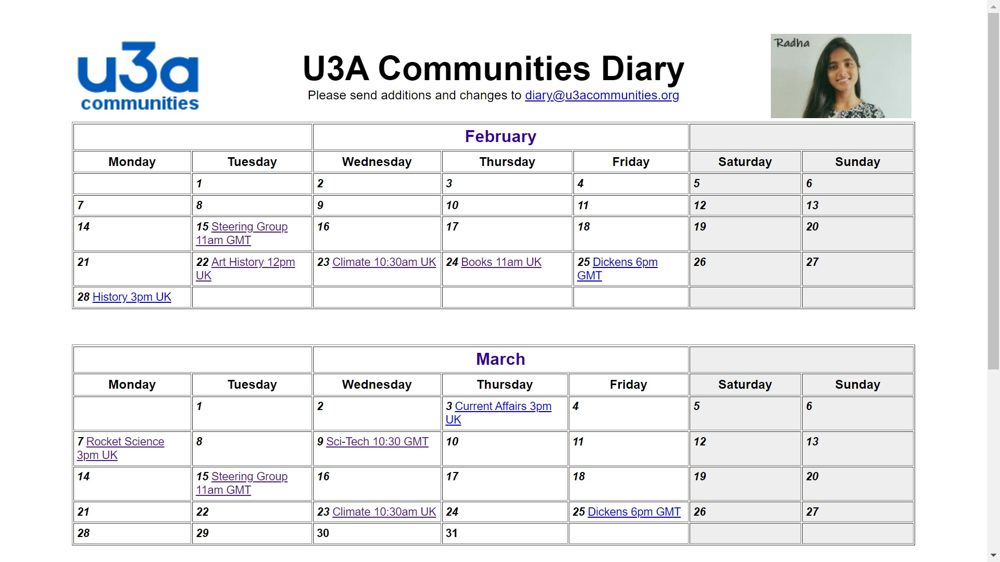 u3a
communities
U3A Communities Diary
Please send additions and changes to diary@u3acommunities.org
Radha
February
Monday Tuesday Wednesday Thursday Friday Saturday Sunday
1 2 3 4 5 6
7 8 9 10 11 12 13
14 15 Steering Group 11am GMT 16 17 18 19 20
21 22 Art History 12pm UK 23 Climate 10:30am UK 24 Books 11am UK 25 Dickens 6pm GMT 26 27
28 History 3pm UK
March
Monday Tuesday Wednesday Thursday Friday Saturday Sunday
1 2 3 Current Affairs 3pm UK 4 5 6
7 Rocket Science 3pm UK 8 9 Sci-Tech 10:30 GMT 10 11 12 13
14 15 Steering Group 11am GMT 16 17 18 19 20
21 22 23 Climate 10:30am UK 24 25 Dickens 6pm GMT 26 27
28 29 30 31